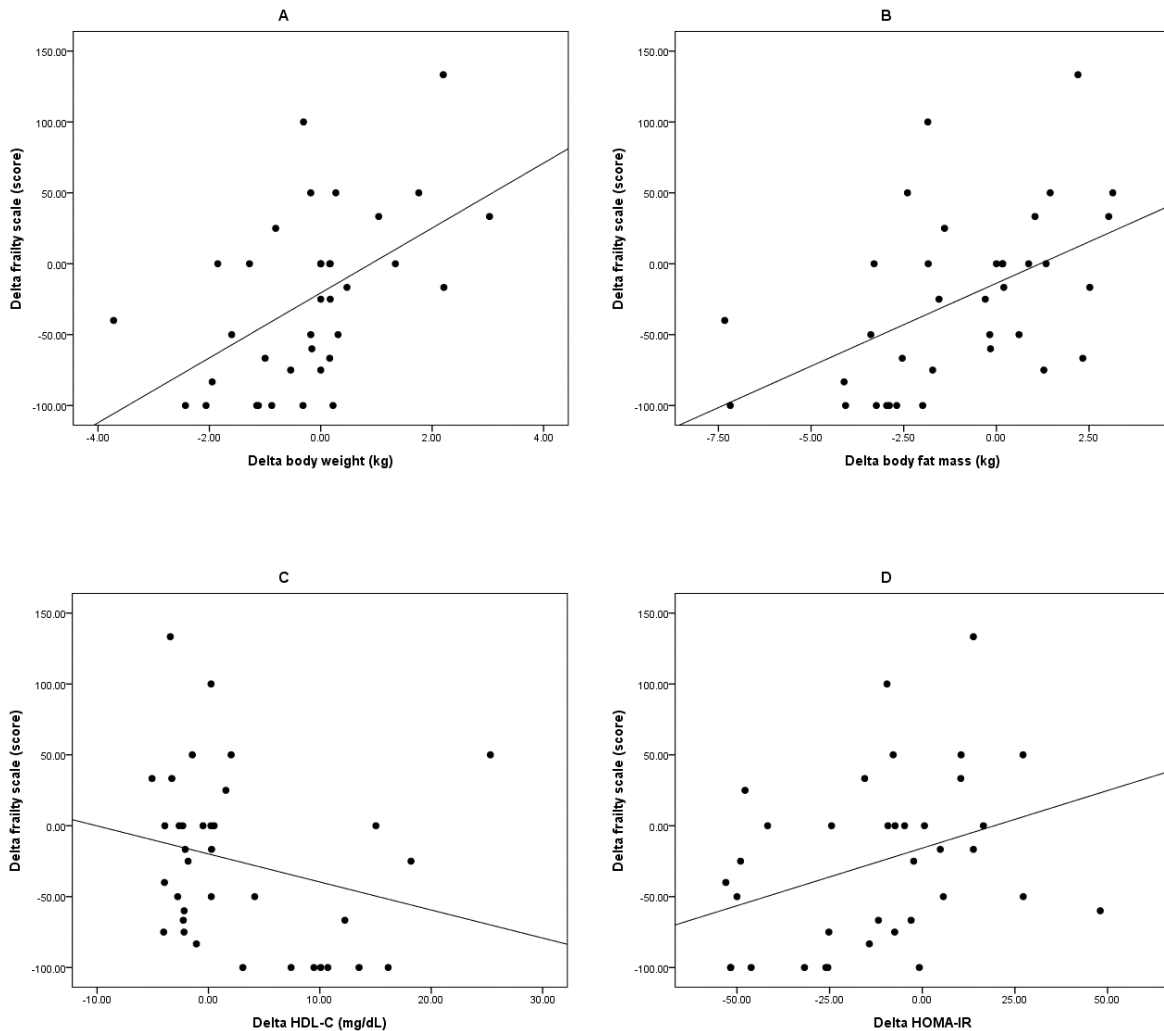 A
150.00
100.00
50.00
0.00
-50.00
-100.00
Delta frailty scale (score)
-4.00 -2.00 0.00 2.00 4.00
Delta body weight (kg)
B
150.00
100.00
50.00
0.00
-50.00
-100.00
Delta frailty scale (score)
-7.50 -5.00 -2.50 0.00 2.50
Delta body fat mass (kg)
C
150.00
100.00
50.00
0.00
-50.00
-100.00
Delta frailty scale (score)
-10.00 0.00 10.00 20.00 30.00
Delta HDL-C (mg/dL)
D
150.00
100.00
50.00
0.00
-50.00
-100.00
Delta frailty scale (score)
-50.00 -25.00 0.00 25.00 50.00
Delta HOMA-IR